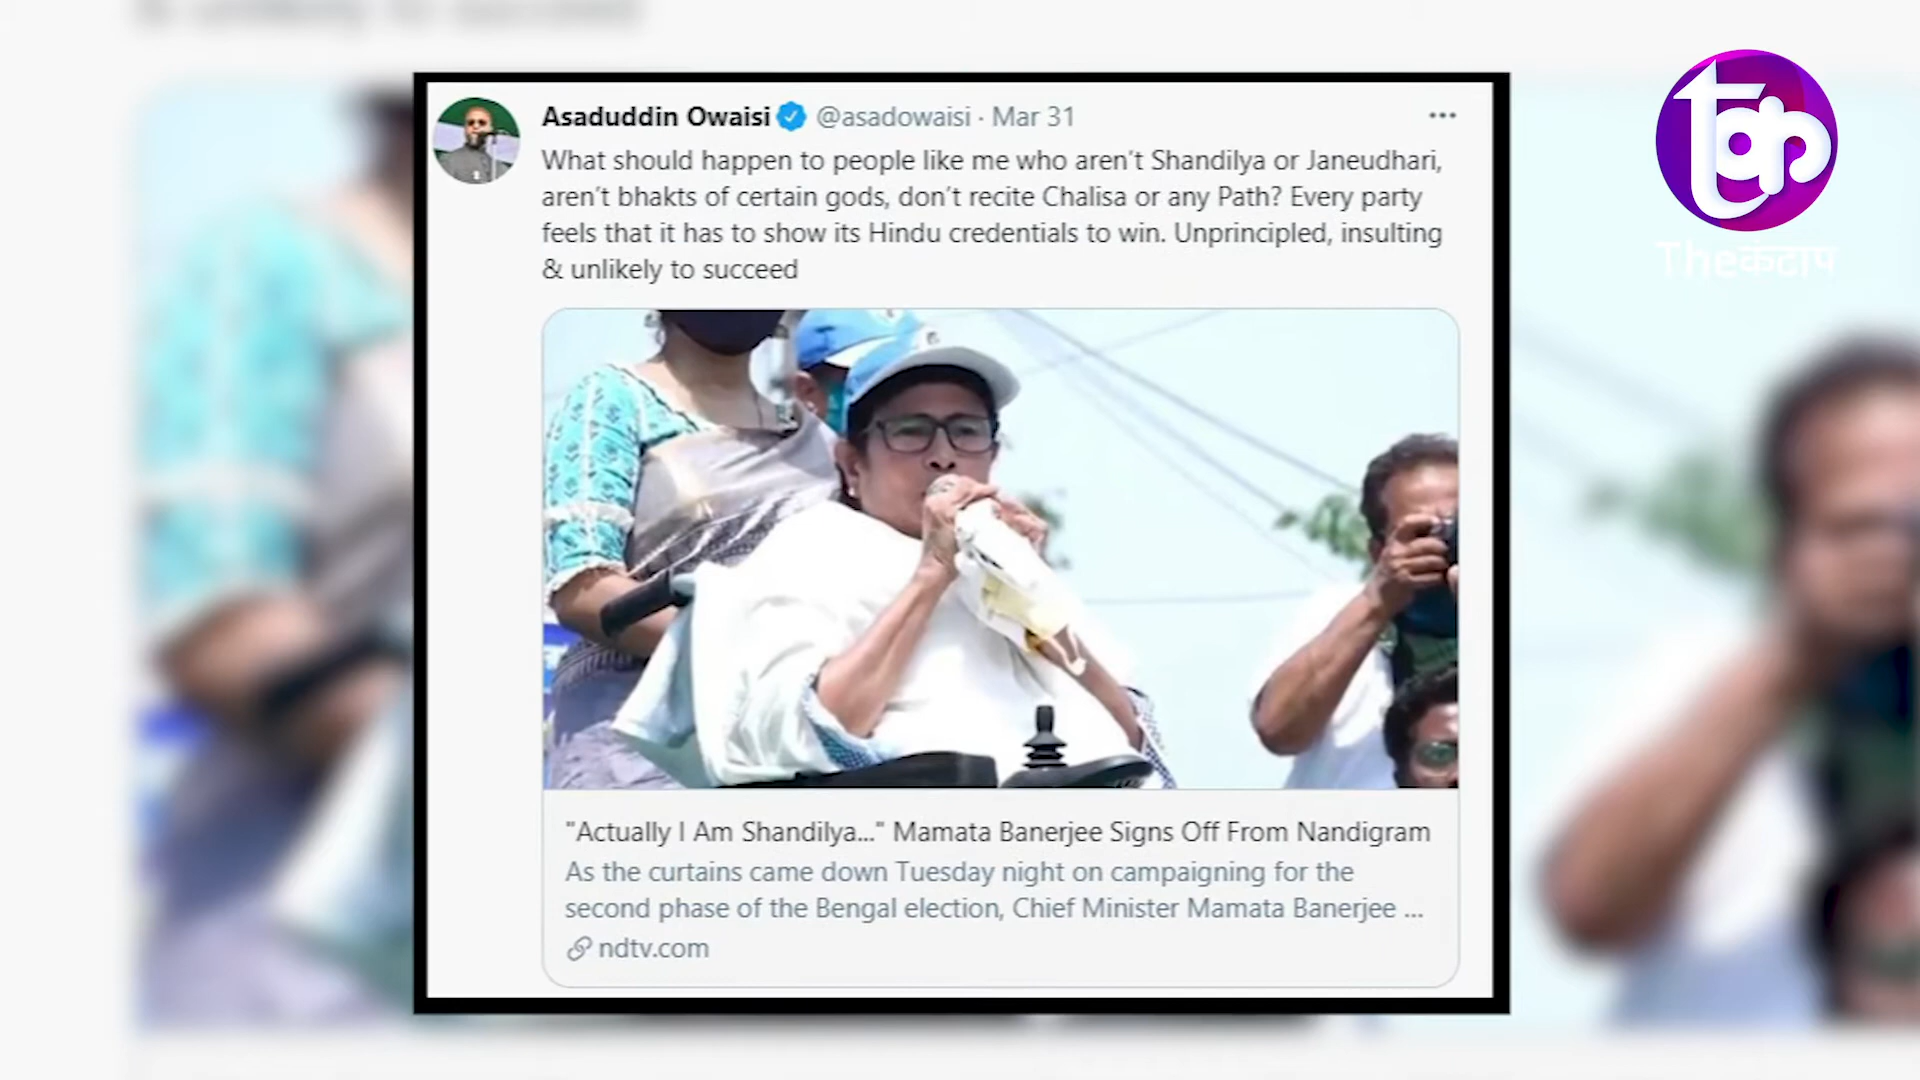 Asaduddin Owaisi @asadowaisi · Mar 31
What should happen to people like me who aren't Shandilya or Janeudhari,
aren't bhakts of certain gods, don't recite Chalisa or any Path? Every party
feels that it has to show its Hindu credentials to win. Unprincipled, insulting
& unlikely to succeed
"Actually I Am Shandilya..." Mamata Banerjee Signs Off From Nandigram
As the curtains came down Tuesday night on campaigning for the
second phase of the Bengal election, Chief Minister Mamata Banerjee ...
ndtv.com
Theकंटाप